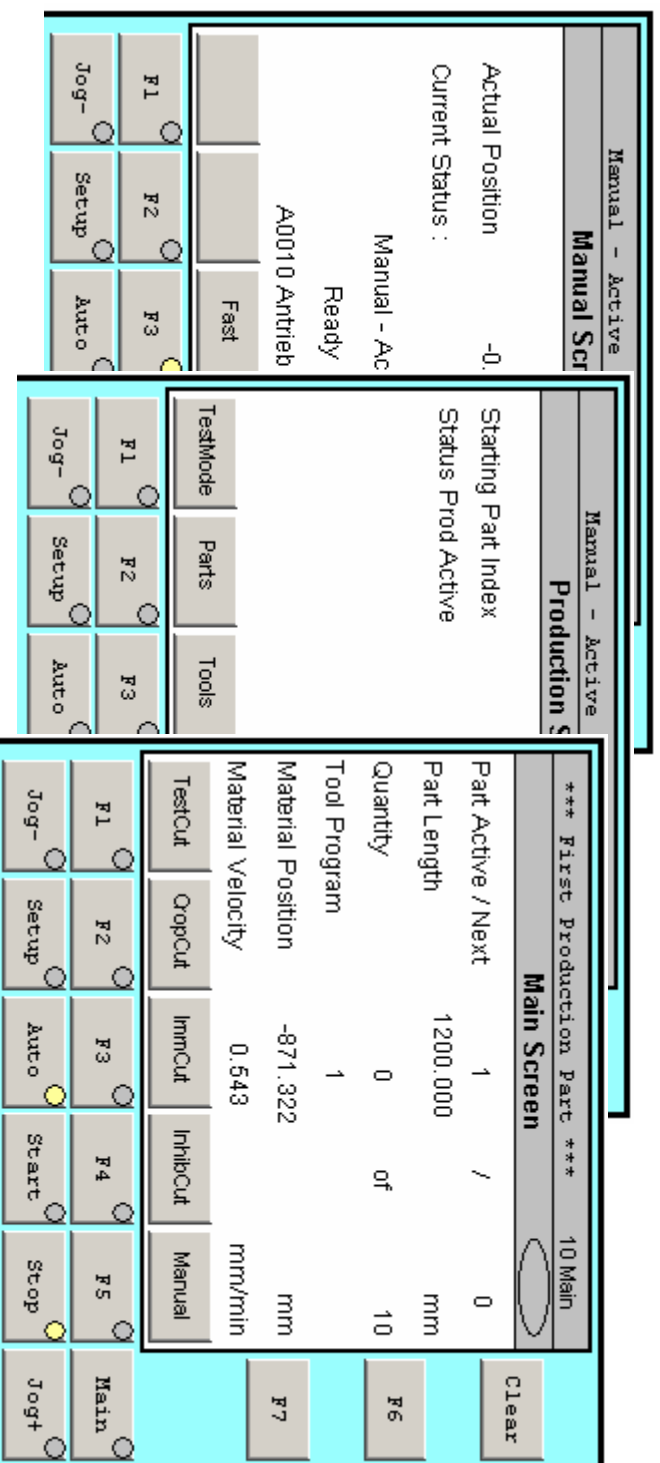 Manual - Active
Manual Scr
Actual Position -0.
Current Status :
Manual - Ac
Ready
A0010 Antrieb
Fast
F1 F2 F3
Jog- Setup Auto
Manual - Active
Production S
Starting Part Index
Status Prod Active
TestMode Parts Tools
F1 F2 F3
Jog- Setup Auto
*** First Production Part *** 10 Main
Main Screen
Part Active / Next 1 / 0
Part Length 1200.000 mm
Quantity 0 of 10
Tool Program 1
Material Position -871.322 mm
Material Velocity 0.543 mm/min
TestCut CropCut ImmCut InhibCut Manual
F1 F2 F3 F4 F5 Main
Jog- Setup Auto Start Stop Jog+
Clear
F6
F7